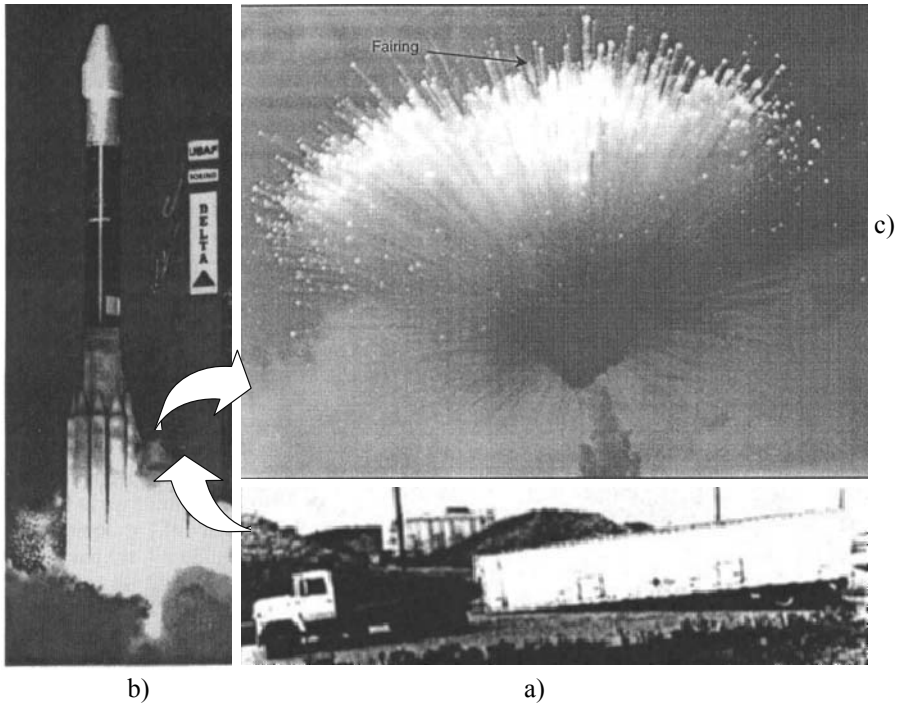 Fairing
USAF
BOEING
DELTA
c)
b)
a)